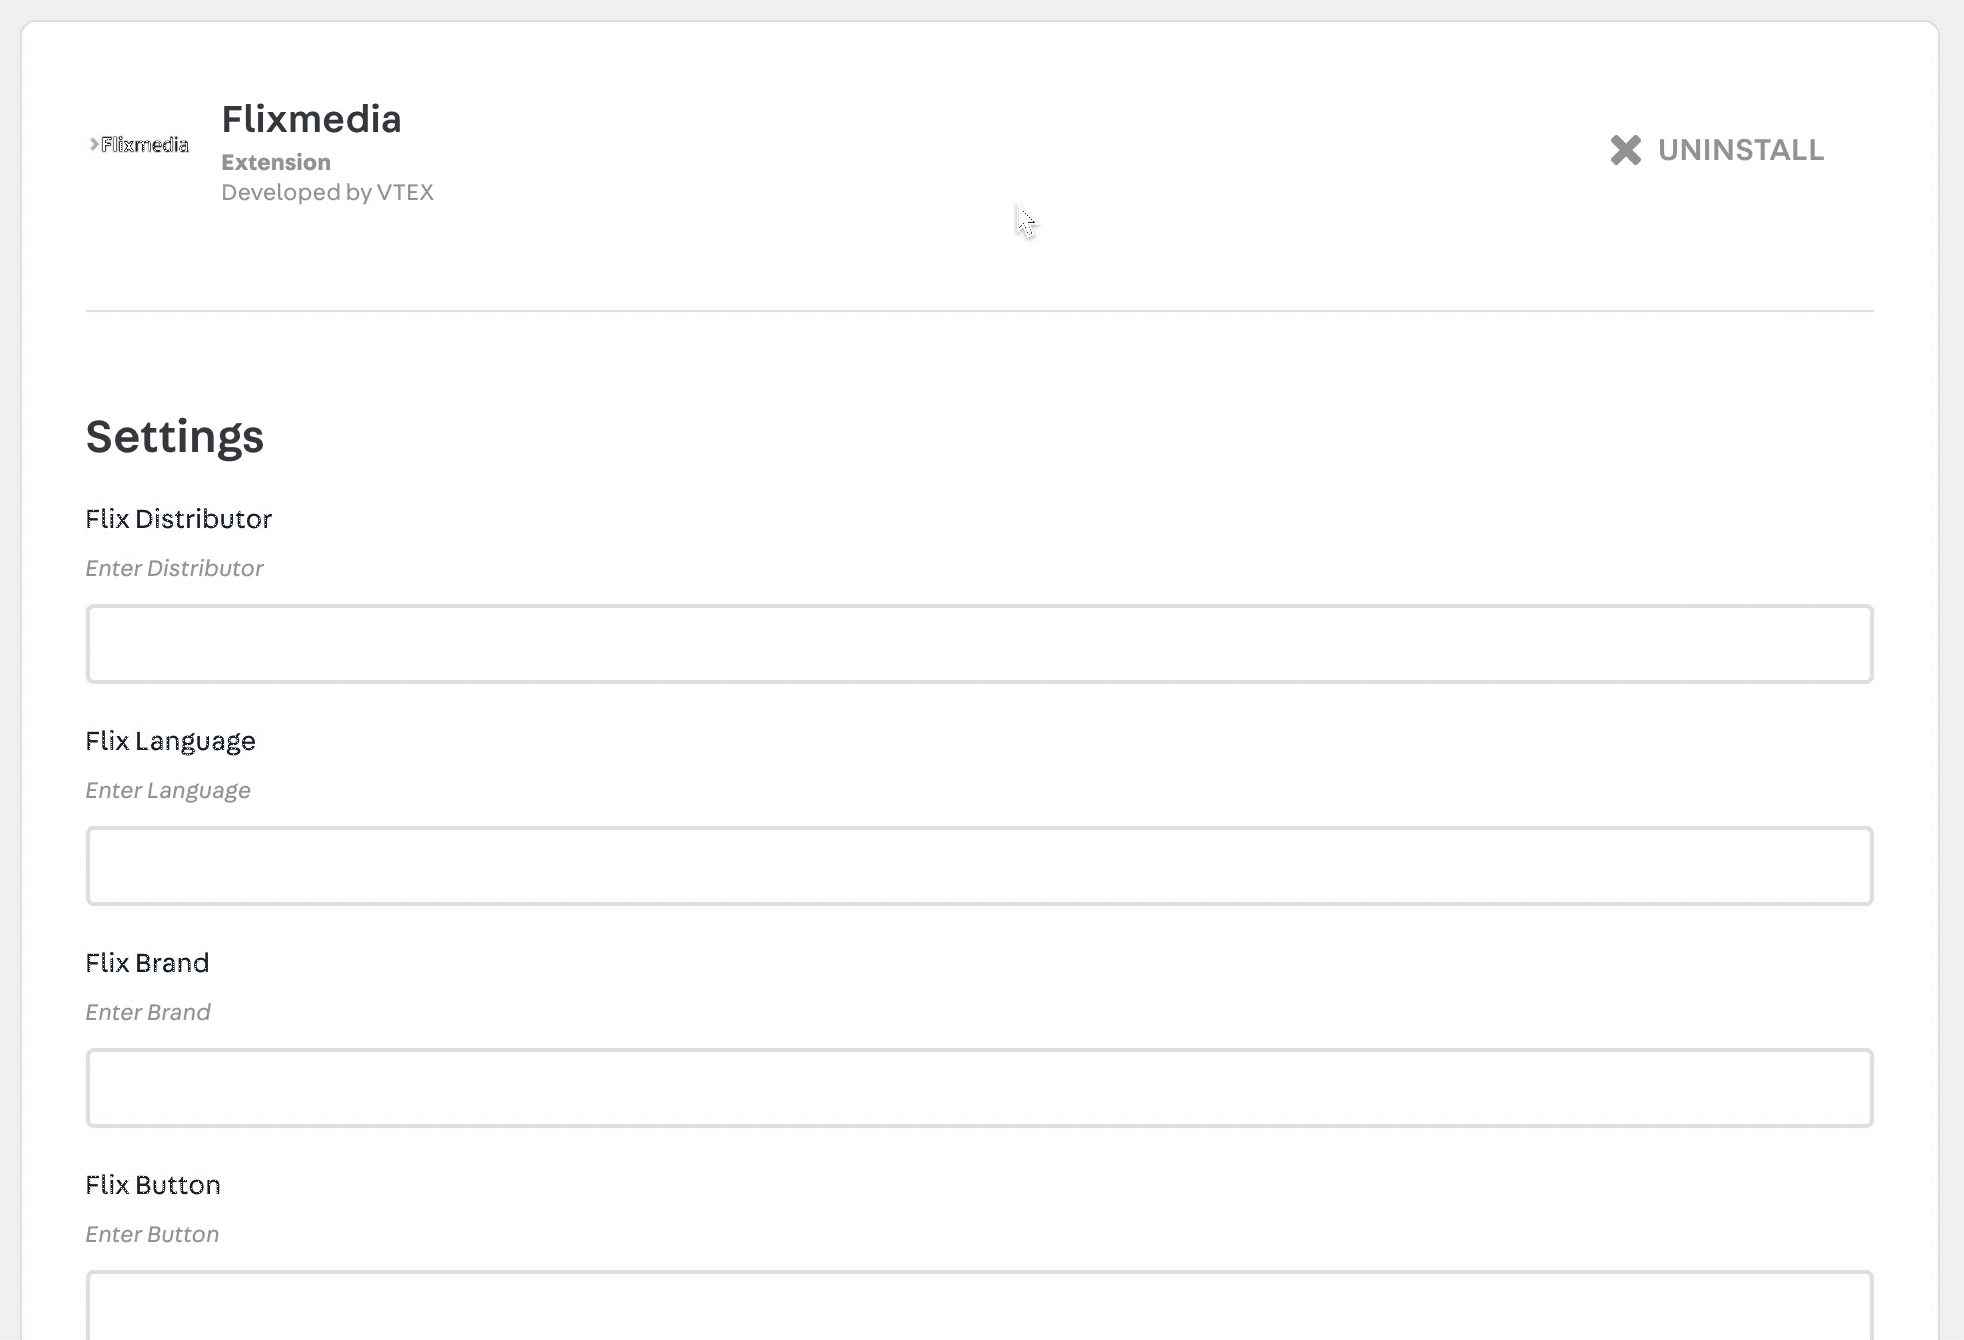 Flixmedia
Flixmedia
Extension
Developed by VTEX
UNINSTALL
Settings
Flix Distributor
Enter Distributor
Flix Language
Enter Language
Flix Brand
Enter Brand
Flix Button
Enter Button